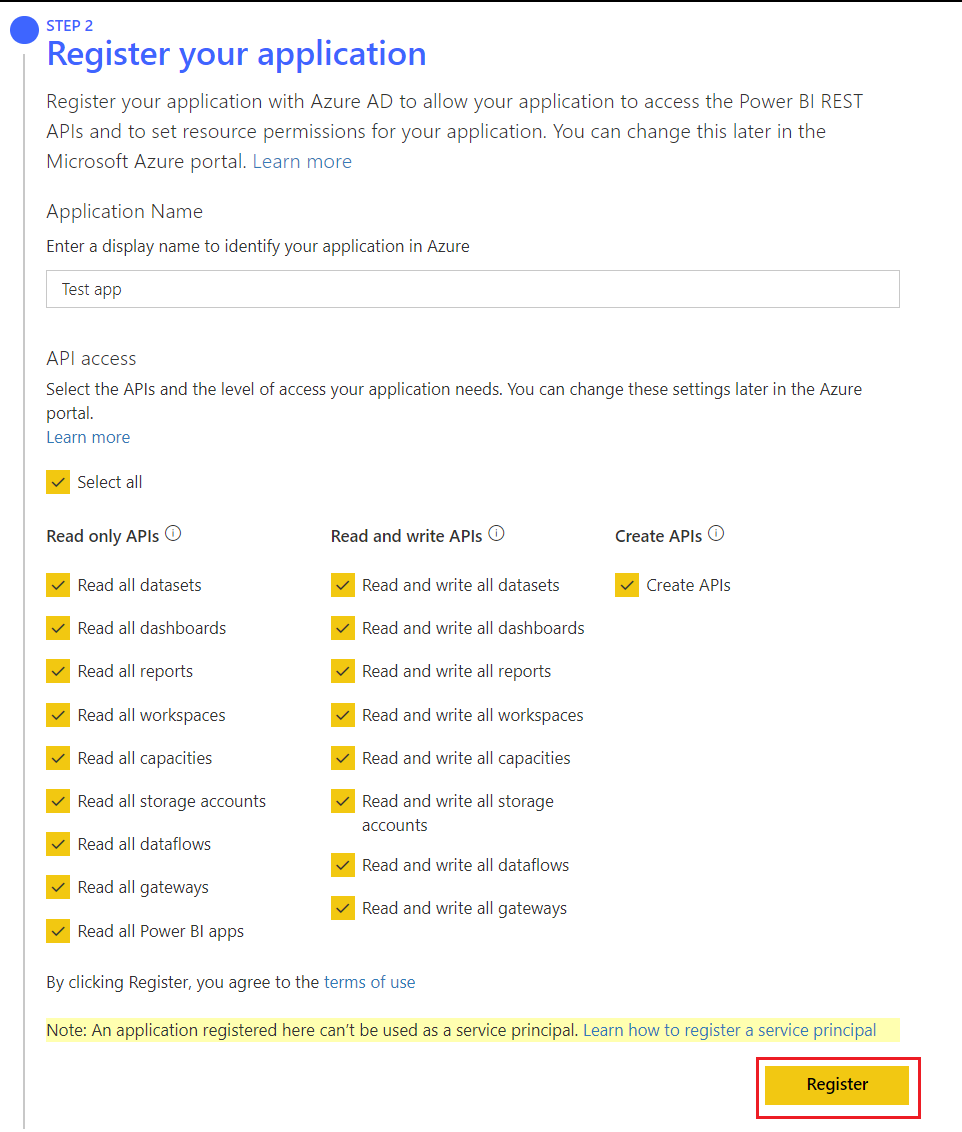 STEP 2
Register your application
Register your application with Azure AD to allow your application to access the Power BI REST
APIs and to set resource permissions for your application. You can change this later in the
Microsoft Azure portal. Learn more
Application Name
Enter a display name to identify your application in Azure
Test app
API access
Select the APIs and the level of access your application needs. You can change these settings later in the Azure
portal.
Learn more
Select all
Read only APIs
Read all datasets
Read all dashboards
Read all reports
Read all workspaces
Read all capacities
Read all storage accounts
Read all dataflows
Read all gateways
Read all Power BI apps
Read and write APIs
Read and write all datasets
Read and write all dashboards
Read and write all reports
Read and write all workspaces
Read and write all capacities
Read and write all storage
accounts
Read and write all dataflows
Read and write all gateways
Create APIs
Create APIs
By clicking Register, you agree to the terms of use
Note: An application registered here can't be used as a service principal. Learn how to register a service principal
Register